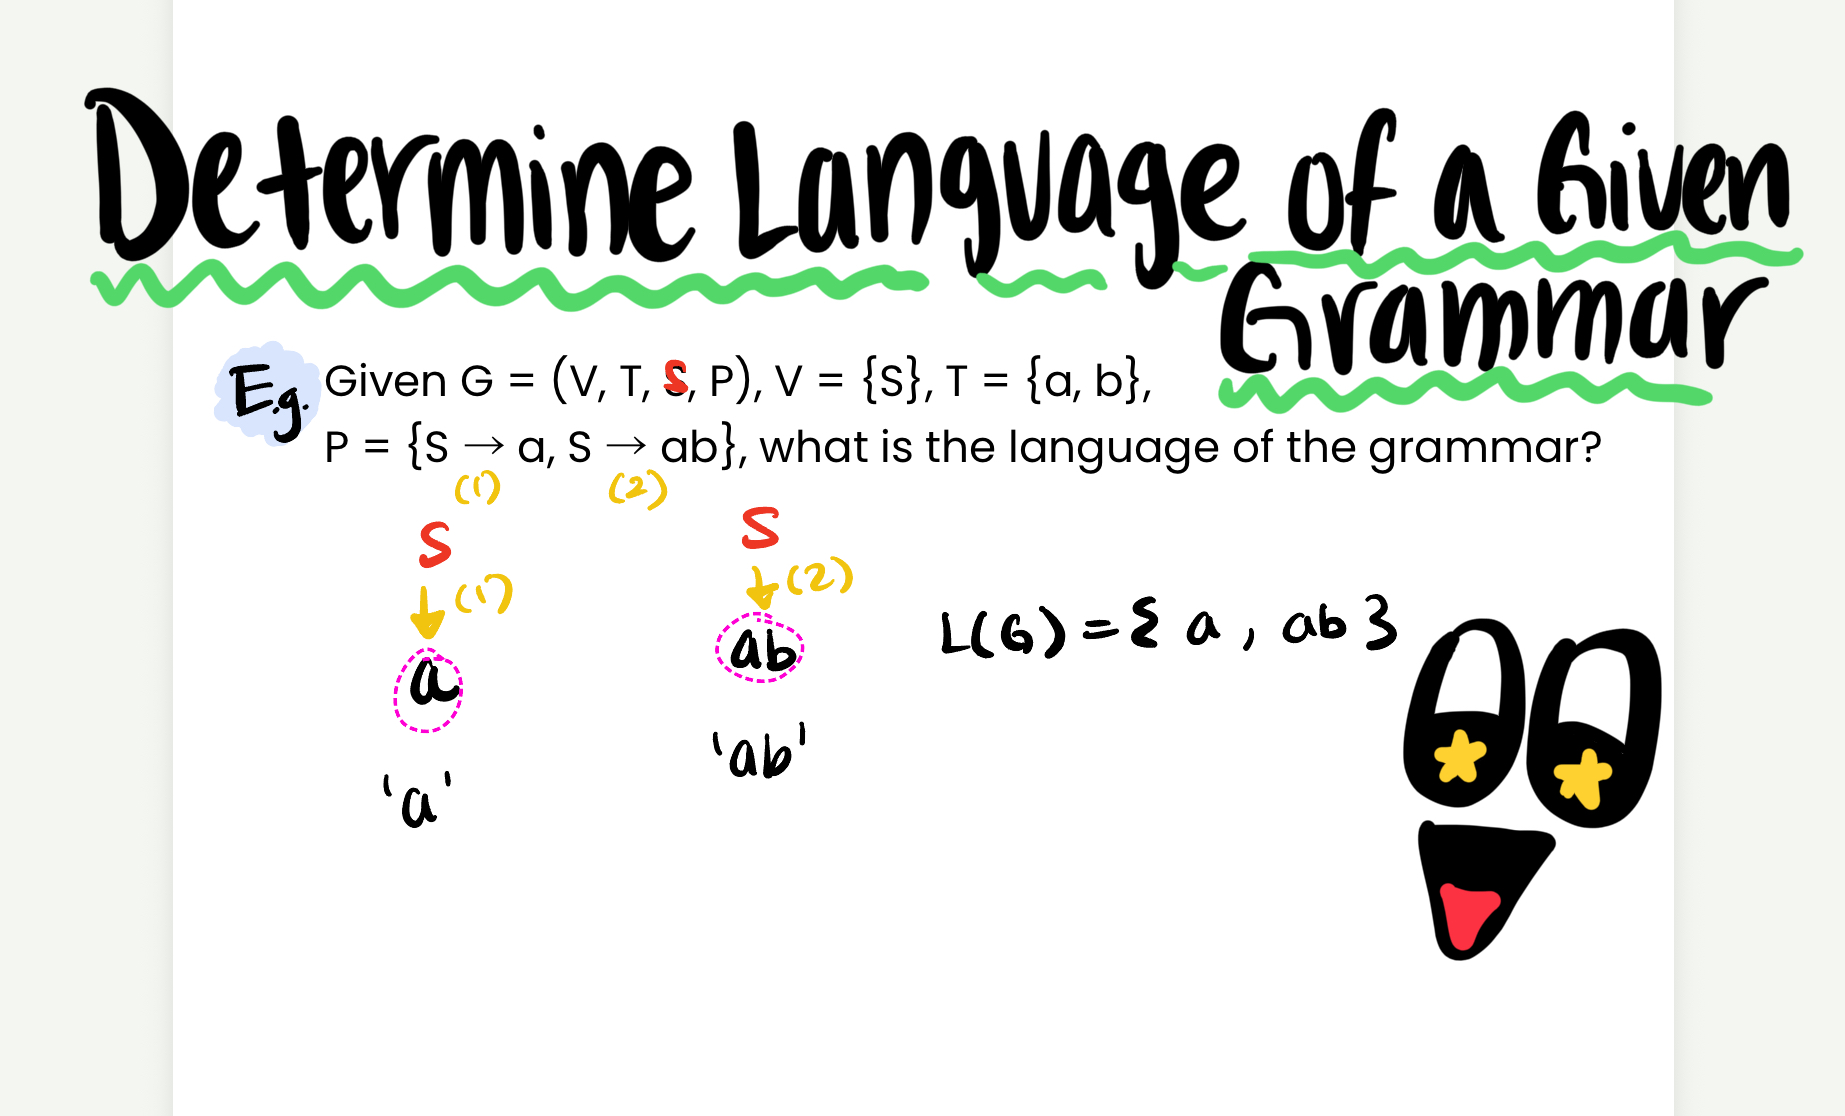 Determine Language of a Given
Grammar
E.g. Given G = (V, T, S, P), V = {S}, T = {a, b},
P = {S → a, S → ab}, what is the language of the grammar?
(1) (2)
S S
↓ (1) ↓ (2)
a ab
L(G) = { a , ab }
'a' 'ab'